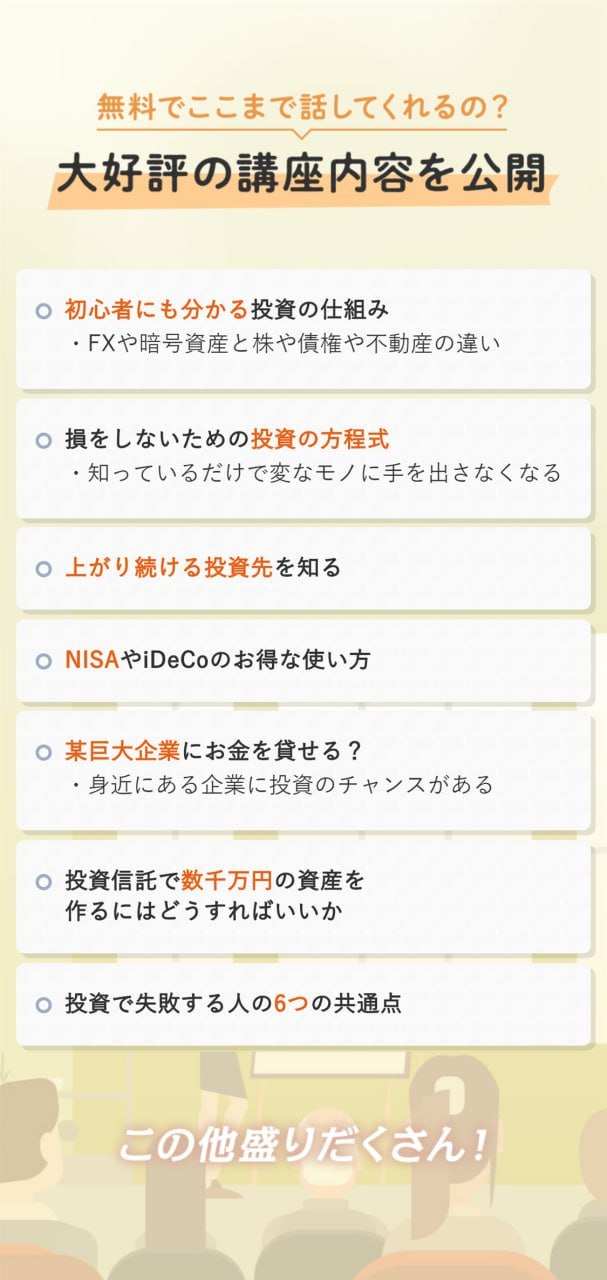 無料でここまで話してくれるの？
大好評の講座内容を公開
初心者にも分かる投資の仕組み
・FXや暗号資産と株や債権や不動産の違い
損をしないための投資の方程式
・知っているだけで変なモノに手を出さなくなる
上がり続ける投資先を知る
NISAやiDeCoのお得な使い方
某巨大企業にお金を貸せる？
・身近にある企業に投資のチャンスがある
投資信託で数千万円の資産を
作るにはどうすればいいか
投資で失敗する人の6つの共通点
この他盛りだくさん！